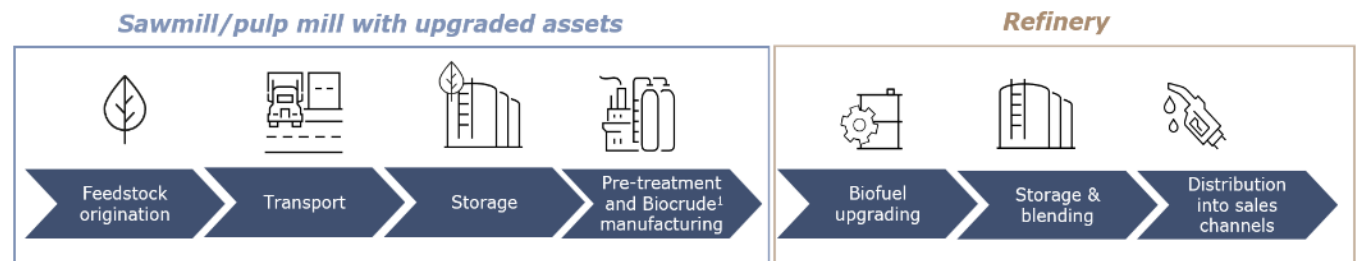 Sawmill/pulp mill with upgraded assets
Refinery
Feedstock
origination
Transport
Storage
Pre-treatment
and Biocrude¹
manufacturing
Biofuel
upgrading
Storage &
blending
Distribution
into sales
channels